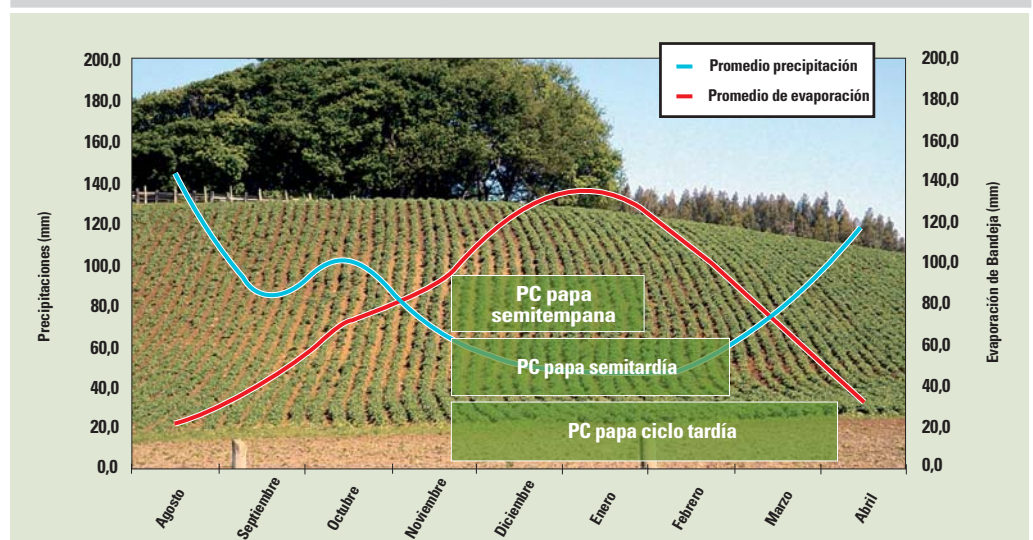 200,0
180,0
160,0
140,0
120,0
100,0
80,0
60,0
40,0
20,0
0,0
Precipitaciones (mm)
Promedio precipitación
Promedio de evaporación
PC papa
semitempana
PC papa semitardía
PC papa ciclo tardía
200,0
180,0
160,0
140,0
120,0
100,0
80,0
60,0
40,0
20,0
0,0
Evaporación de Bandeja (mm)
Agosto
Septiembre
Octubre
Noviembre
Diciembre
Enero
Febrero
Marzo
Abril